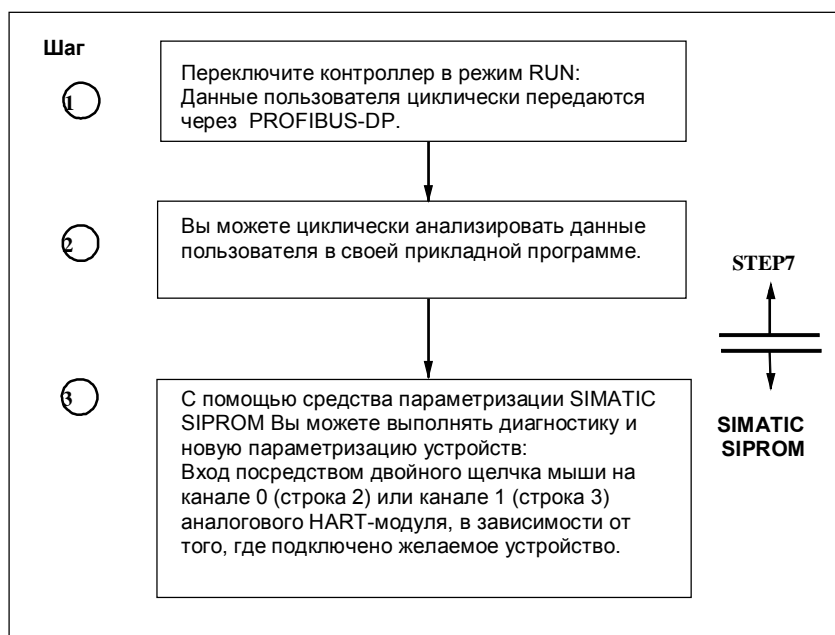 Шаг
1
Переключите контроллер в режим RUN:
Данные пользователя циклически передаются
через PROFIBUS-DP.
2
Вы можете циклически анализировать данные
пользователя в своей прикладной программе.
STEP7
3
С помощью средства параметризации SIMATIC
SIPROM Вы можете выполнять диагностику и
новую параметризацию устройств:
Вход посредством двойного щелчка мыши на
канале 0 (строка 2) или канале 1 (строка 3)
аналогового HART-модуля, в зависимости от
того, где подключено желаемое устройство.
SIMATIC
SIPROM